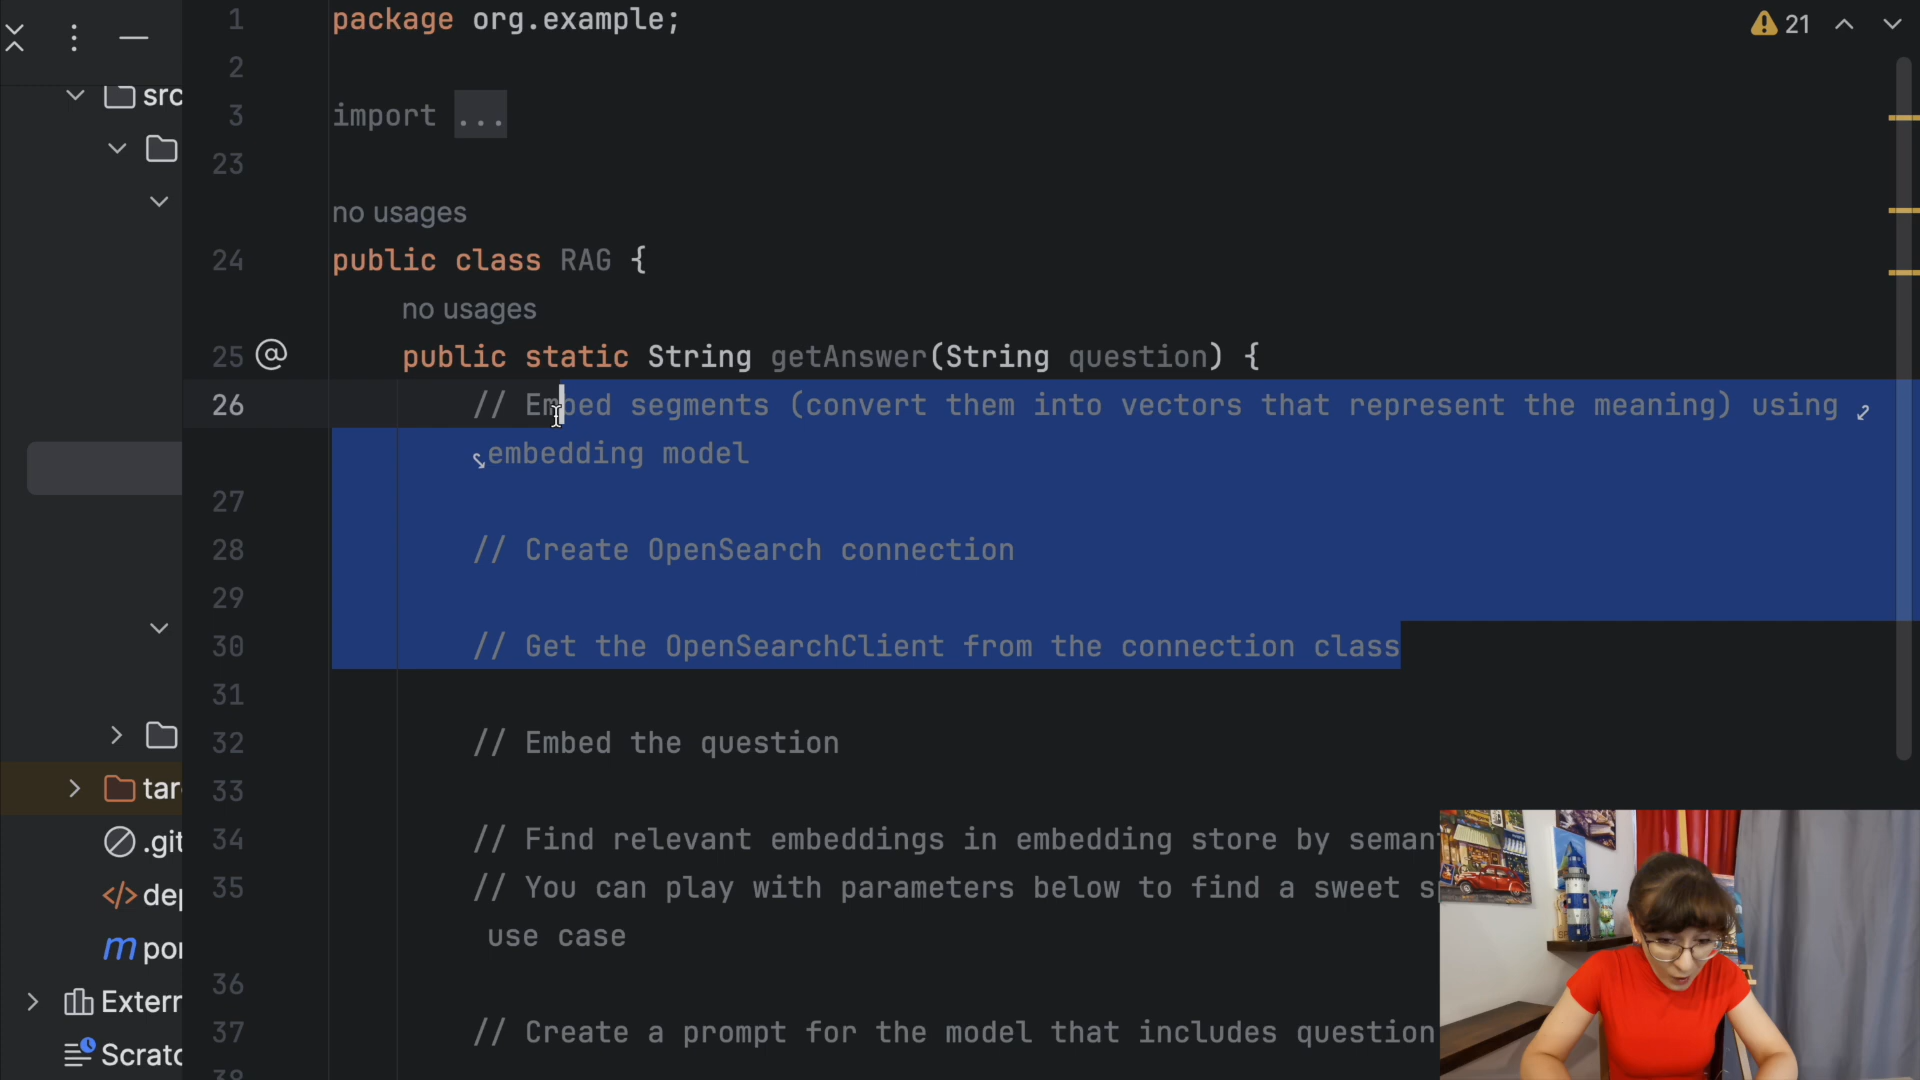 1 package org.example;
21
2
src
3 import ...
23
no usages
24 public class RAG {
no usages
25 @ public static String getAnswer(String question) {
26 // Embed segments (convert them into vectors that represent the meaning) using
embedding model
27
28 // Create OpenSearch connection
29
30 // Get the OpenSearchClient from the connection class
31
32 // Embed the question
33
tar
34 // Find relevant embeddings in embedding store by seman
.git
35 // You can play with parameters below to find a sweet s
dep
use case
m por
36
Extern
37 // Create a prompt for the model that includes question
Scratc
38